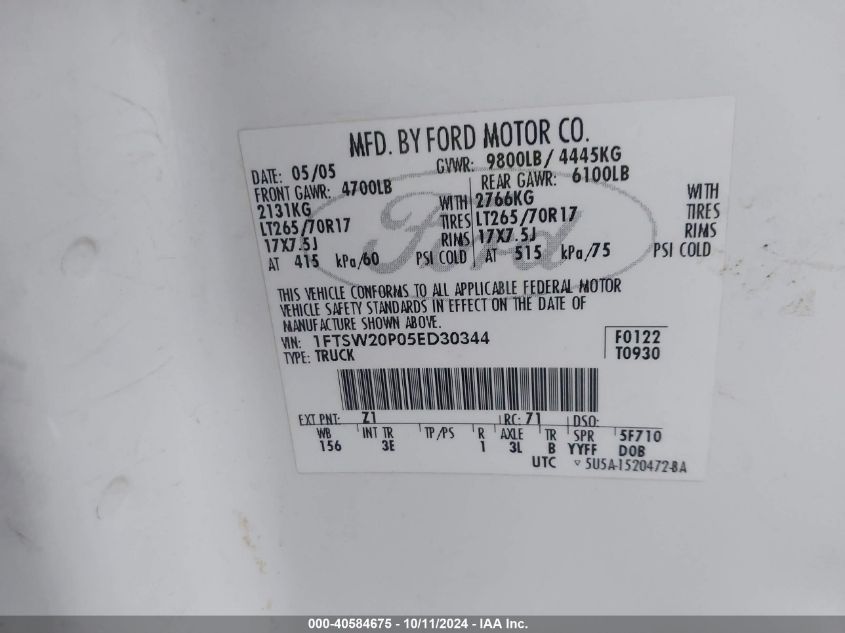 MFD. BY FORD MOTOR CO.
DATE: 05/05 GVWR: 9800LB/ 4445KG
FRONT GAWR: 4700LB REAR GAWR: 6100LB
2131KG WITH 2766KG WITH
LT265/70R17 TIRES LT265/70R17 TIRES
17X7.5J RIMS 17X7.5J RIMS
AT 415 kPa/60 PSI COLD AT 515 kPa/75 PSI COLD
Ford
THIS VEHICLE CONFORMS TO ALL APPLICABLE FEDERAL MOTOR
VEHICLE SAFETY STANDARDS IN EFFECT ON THE DATE OF
MANUFACTURE SHOWN ABOVE.
VIN: 1FTSW20P05ED30344 F0122
TYPE: TRUCK T0930
EXT PNT: Z1 RC: 71 DSO:
WB INT TR TP/PS R AXLE TR SPR 5F710
156 3E 1 3L B YYFF DOB
UTC ▽ 5U5A-1520472-BA
000-40584675 - 10/11/2024 - IAA Inc.